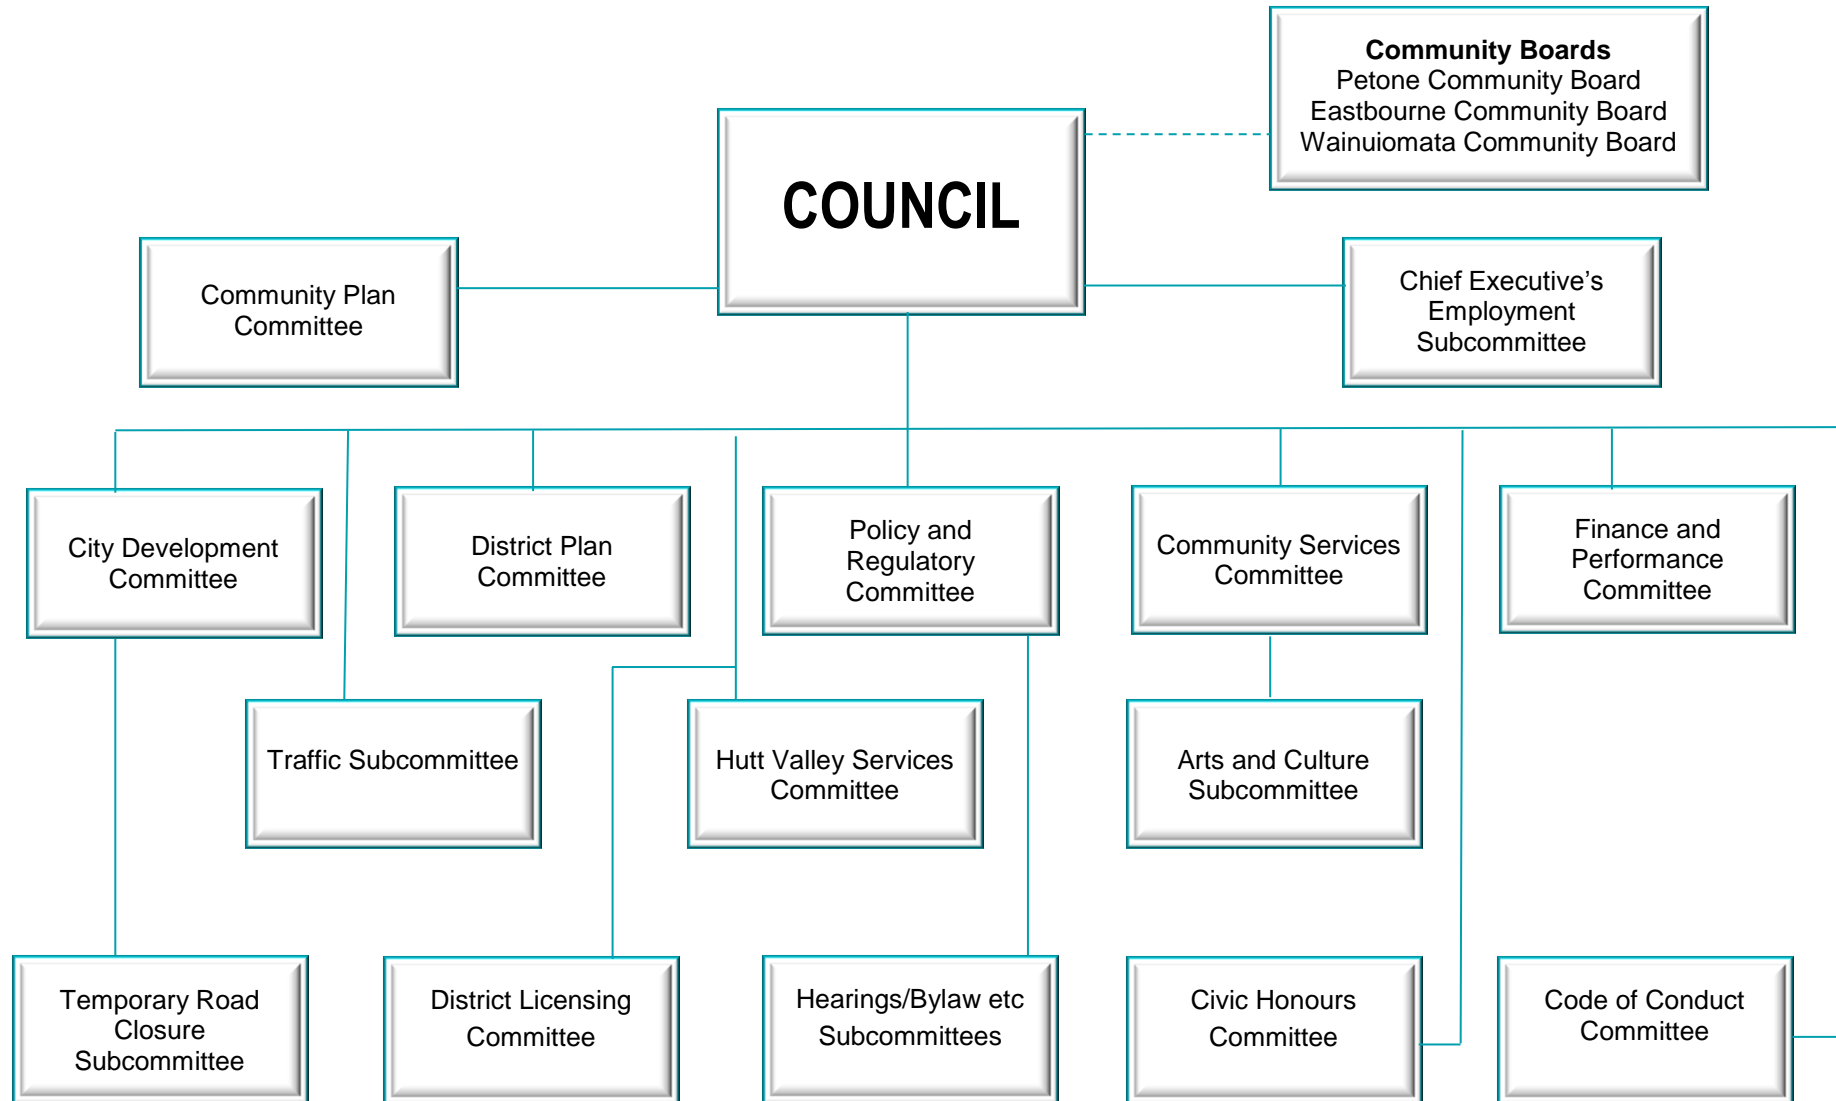 Community Boards
Petone Community Board
Eastbourne Community Board
Wainuiomata Community Board
COUNCIL
Community Plan
Committee
Chief Executive’s
Employment
Subcommittee
City Development
Committee
District Plan
Committee
Policy and
Regulatory
Committee
Community Services
Committee
Finance and
Performance
Committee
Traffic Subcommittee
Hutt Valley Services
Committee
Arts and Culture
Subcommittee
Temporary Road
Closure
Subcommittee
District Licensing
Committee
Hearings/Bylaw etc
Subcommittees
Civic Honours
Committee
Code of Conduct
Committee